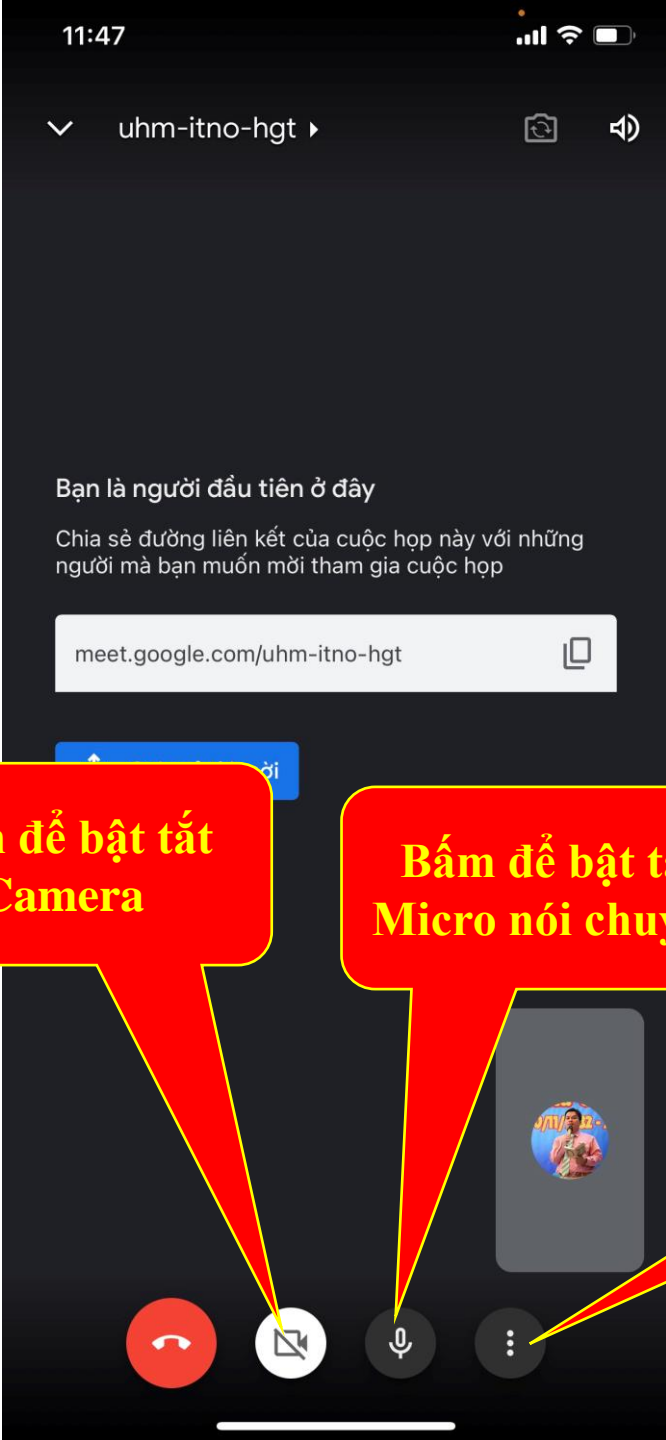 11:47
uhm-itno-hgt
Bạn là người đầu tiên ở đây
Chia sẻ đường liên kết của cuộc họp này với những
người mà bạn muốn mời tham gia cuộc họp
meet.google.com/uhm-itno-hgt
để bật tắt
Camera
Bấm để bật
Micro nói